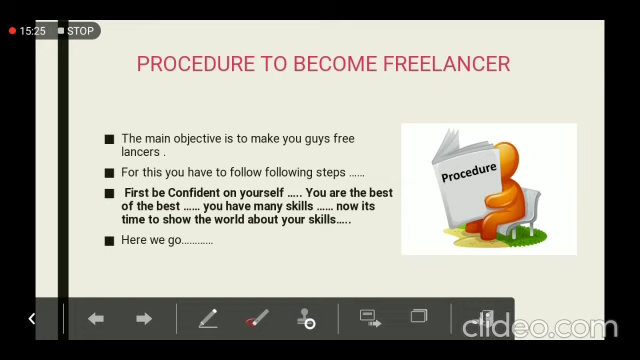 15:25 STOP
PROCEDURE TO BECOME FREELANCER
The main objective is to make you guys free
lancers .
For this you have to follow following steps ......
First be Confident on yourself ..... You are the best
of the best ...... you have many skills ...... now its
time to show the world about your skills.....
Here we go............
Procedure
clideo.com